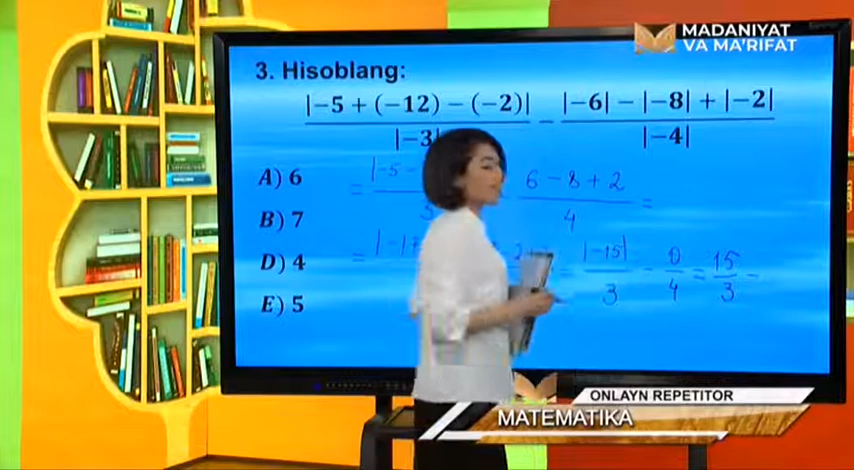 MADANIYAT
VA MA'RIFAT
3. Hisoblang:
|−5 + (−12) − (−2)| / |−3| − |−6| − |−8| + |−2| / |−4|
A) 6
B) 7
D) 4
E) 5
= |−5 − 6 − 8 + 2 / 4 =
= |−15| / 3 − 0 / 4 = 15 / 3 −
ONLAYN REPETITOR
MATEMATIKA